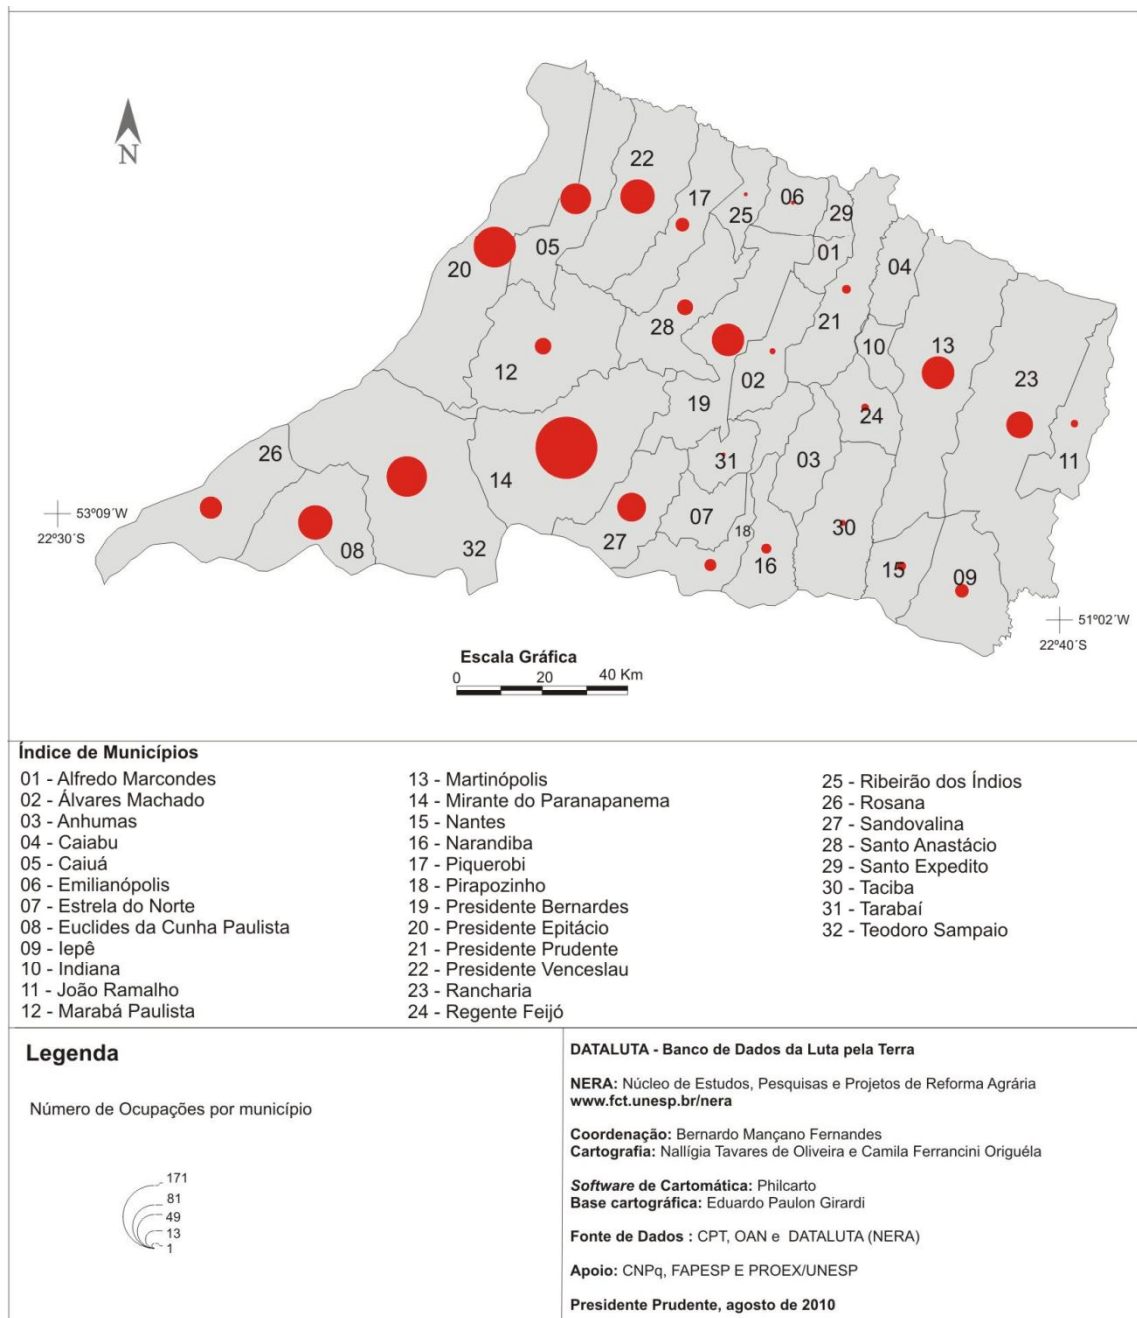 N
22
17
25
06
29
05
01
04
20
28
21
10
13
12
02
23
19
24
26
14
31
03
11
53º09´W
22º30´S
07
18
30
08
32
27
16
15
09
51º02´W
22º40´S
Escala Gráfica
0 20 40 Km
Índice de Municípios
01 - Alfredo Marcondes
02 - Álvares Machado
03 - Anhumas
04 - Caiabu
05 - Caiuá
06 - Emilianópolis
07 - Estrela do Norte
08 - Euclides da Cunha Paulista
09 - Iepê
10 - Indiana
11 - João Ramalho
12 - Marabá Paulista
13 - Martinópolis
14 - Mirante do Paranapanema
15 - Nantes
16 - Narandiba
17 - Piquerobi
18 - Pirapozinho
19 - Presidente Bernardes
20 - Presidente Epitácio
21 - Presidente Prudente
22 - Presidente Venceslau
23 - Rancharia
24 - Regente Feijó
25 - Ribeirão dos Índios
26 - Rosana
27 - Sandovalina
28 - Santo Anastácio
29 - Santo Expedito
30 - Taciba
31 - Tarabaí
32 - Teodoro Sampaio
Legenda
Número de Ocupações por município
171
81
49
13
1
DATALUTA - Banco de Dados da Luta pela Terra
NERA: Núcleo de Estudos, Pesquisas e Projetos de Reforma Agrária
www.fct.unesp.br/nera
Coordenação: Bernardo Mançano Fernandes
Cartografia: Nallígia Tavares de Oliveira e Camila Ferrancini Origuéla
Software de Cartomática: Philcarto
Base cartográfica: Eduardo Paulon Girardi
Fonte de Dados : CPT, OAN e DATALUTA (NERA)
Apoio: CNPq, FAPESP E PROEX/UNESP
Presidente Prudente, agosto de 2010